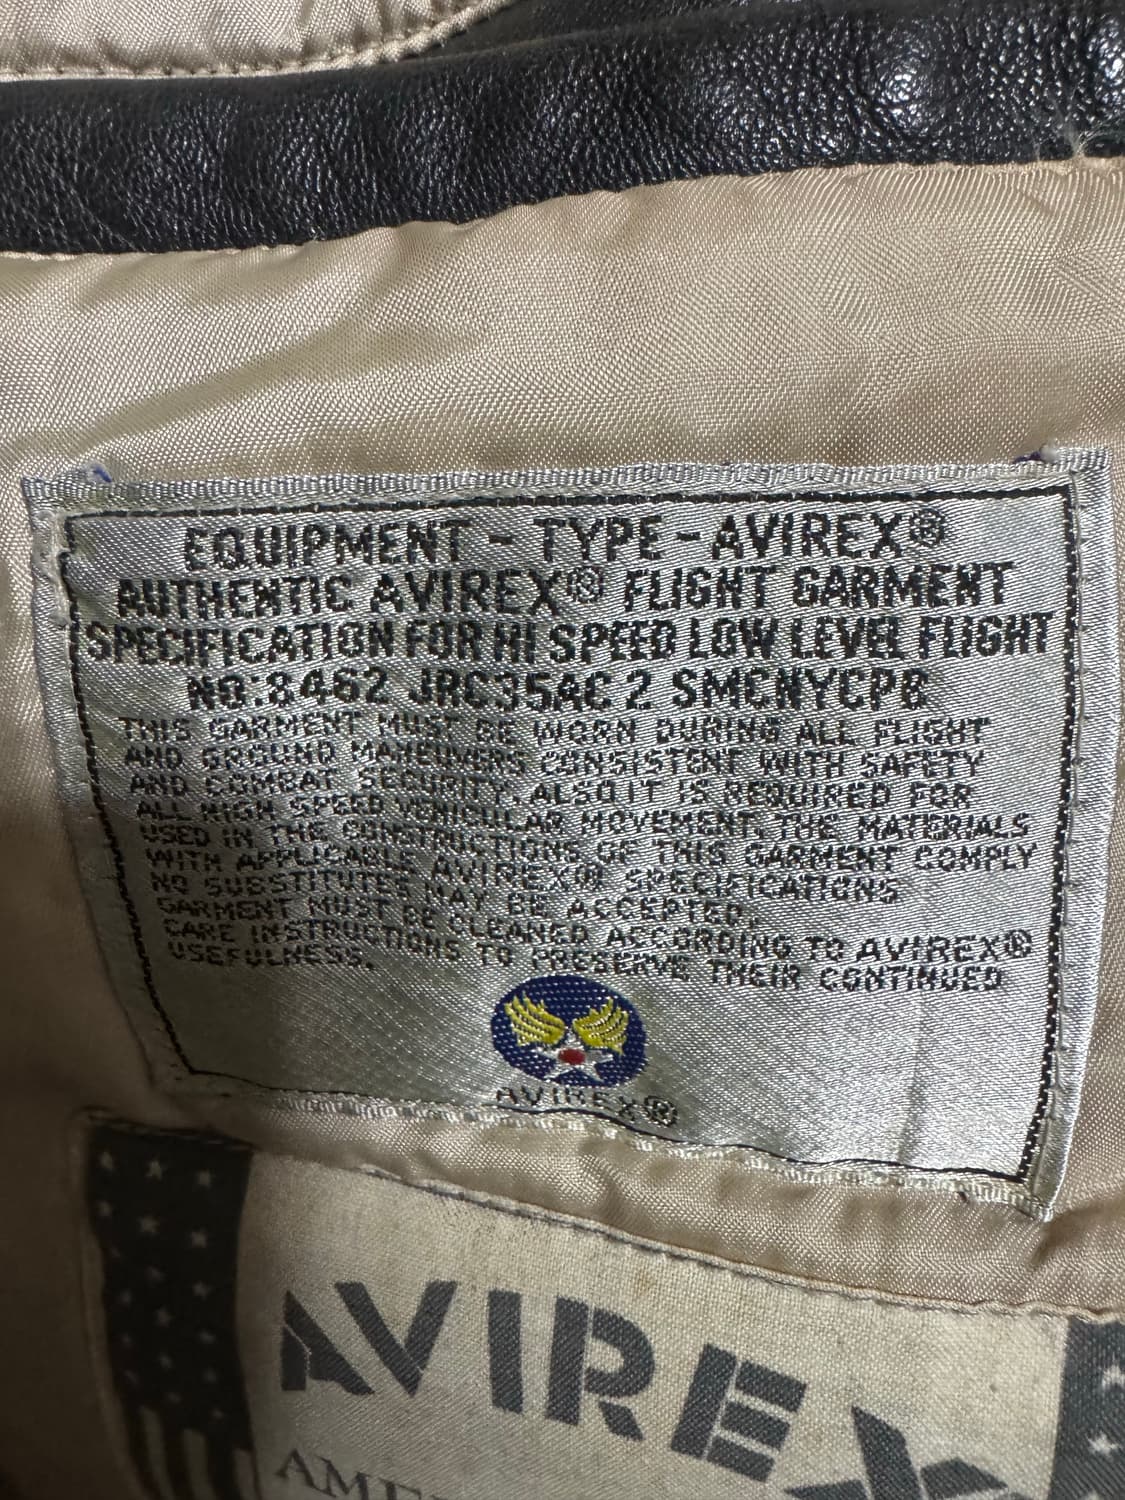 EQUIPMENT - TYPE - AVIREX®
AUTHENTIC AVIREX® FLIGHT GARMENT
SPECIFICATION FOR HI SPEED LOW LEVEL FLIGHT
NO:8462 JRC35AC2 SMCNYCP8
THIS GARMENT MUST BE WORN DURING ALL FLIGHT
AND GROUND MANEUVERS CONSISTENT WITH SAFETY
AND COMBAT SECURITY. ALSO IT IS REQUIRED FOR
ALL HIGH SPEED VEHICULAR MOVEMENT. THE MATERIALS
USED IN THE CONSTRUCTIONS OF THIS GARMENT COMPLY
WITH APPLICABLE AVIREX® SPECIFICATIONS
NO SUBSTITUTES MAY BE ACCEPTED.
GARMENT MUST BE CLEANED ACCORDING TO AVIREX®
CARE INSTRUCTIONS TO PRESERVE THEIR CONTINUED
USEFULNESS.
AVIREX®
AVIREX
AME